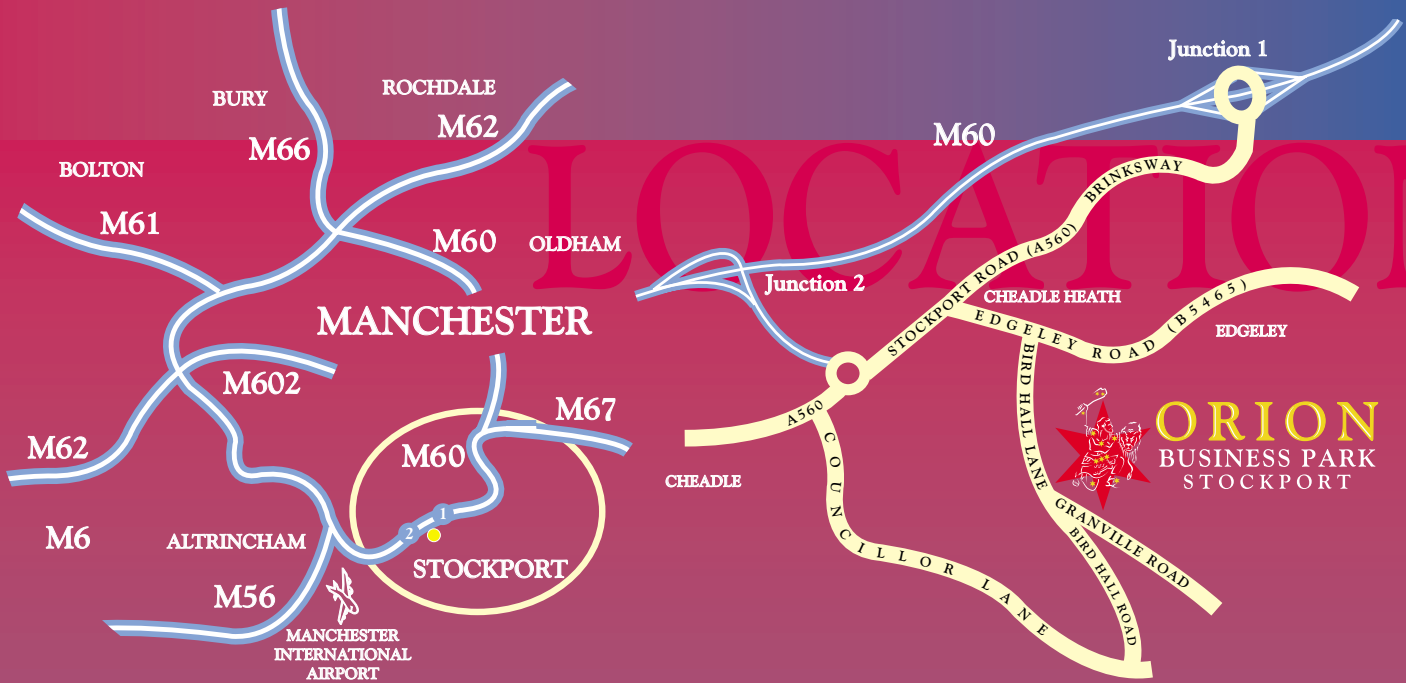 LOCATION
BURY
M66
ROCHDALE
M62
BOLTON
M61
M60
OLDHAM
MANCHESTER
M602
M62
M67
M60
1
2
STOCKPORT
M6
ALTRINCHAM
M56
MANCHESTER
INTERNATIONAL
AIRPORT
Junction 1
M60
BRINKSWAY
STOCKPORT ROAD (A560)
Junction 2
CHEADLE HEATH
EDGELEY ROAD (B5465)
EDGELEY
A560
CHEADLE
COUNCILLOR LANE
BIRD HALL LANE
GRANVILLE ROAD
BIRD HALL ROAD
ORION
BUSINESS PARK
STOCKPORT